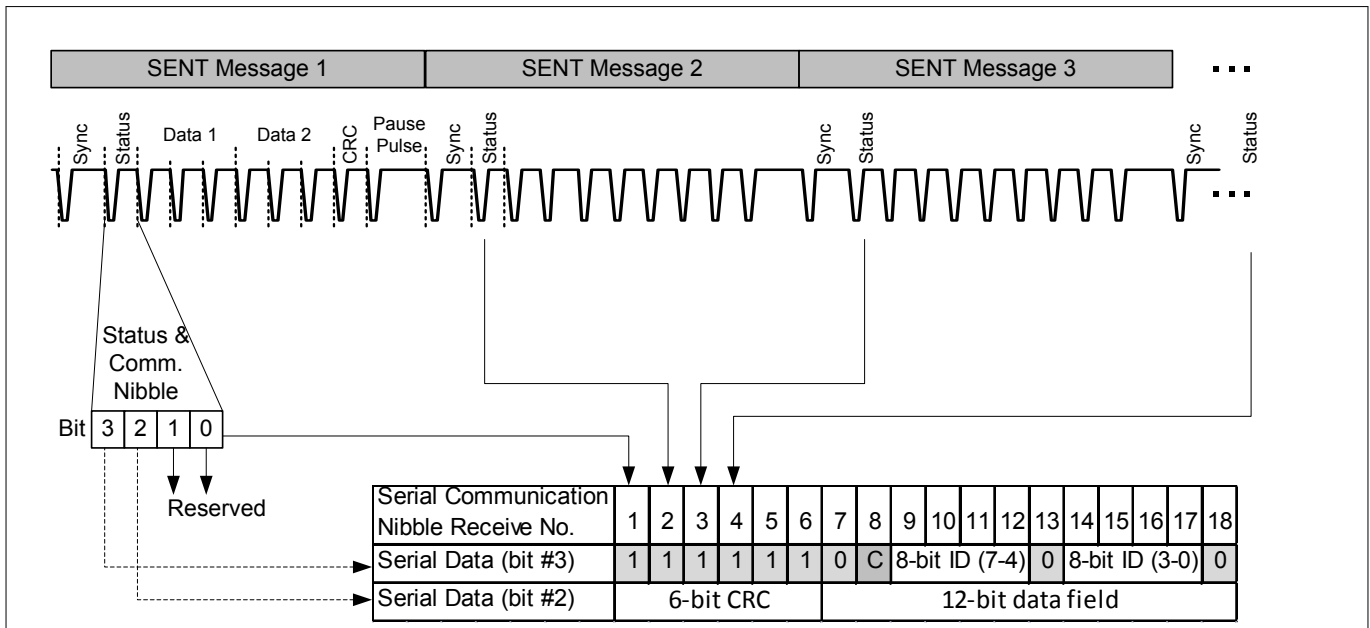 SENT Message 1 SENT Message 2 SENT Message 3 ...
Sync Status Data 1 Data 2 CRC Pause Pulse Sync Status Sync Status Sync Status
...
Status &
Comm.
Nibble
Bit 3 2 1 0
Reserved
Serial Communication
Nibble Receive No. 1 2 3 4 5 6 7 8 9 10 11 12 13 14 15 16 17 18
Serial Data (bit #3) 1 1 1 1 1 1 0 C 8-bit ID (7-4) 0 8-bit ID (3-0) 0
Serial Data (bit #2) 6-bit CRC 12-bit data field